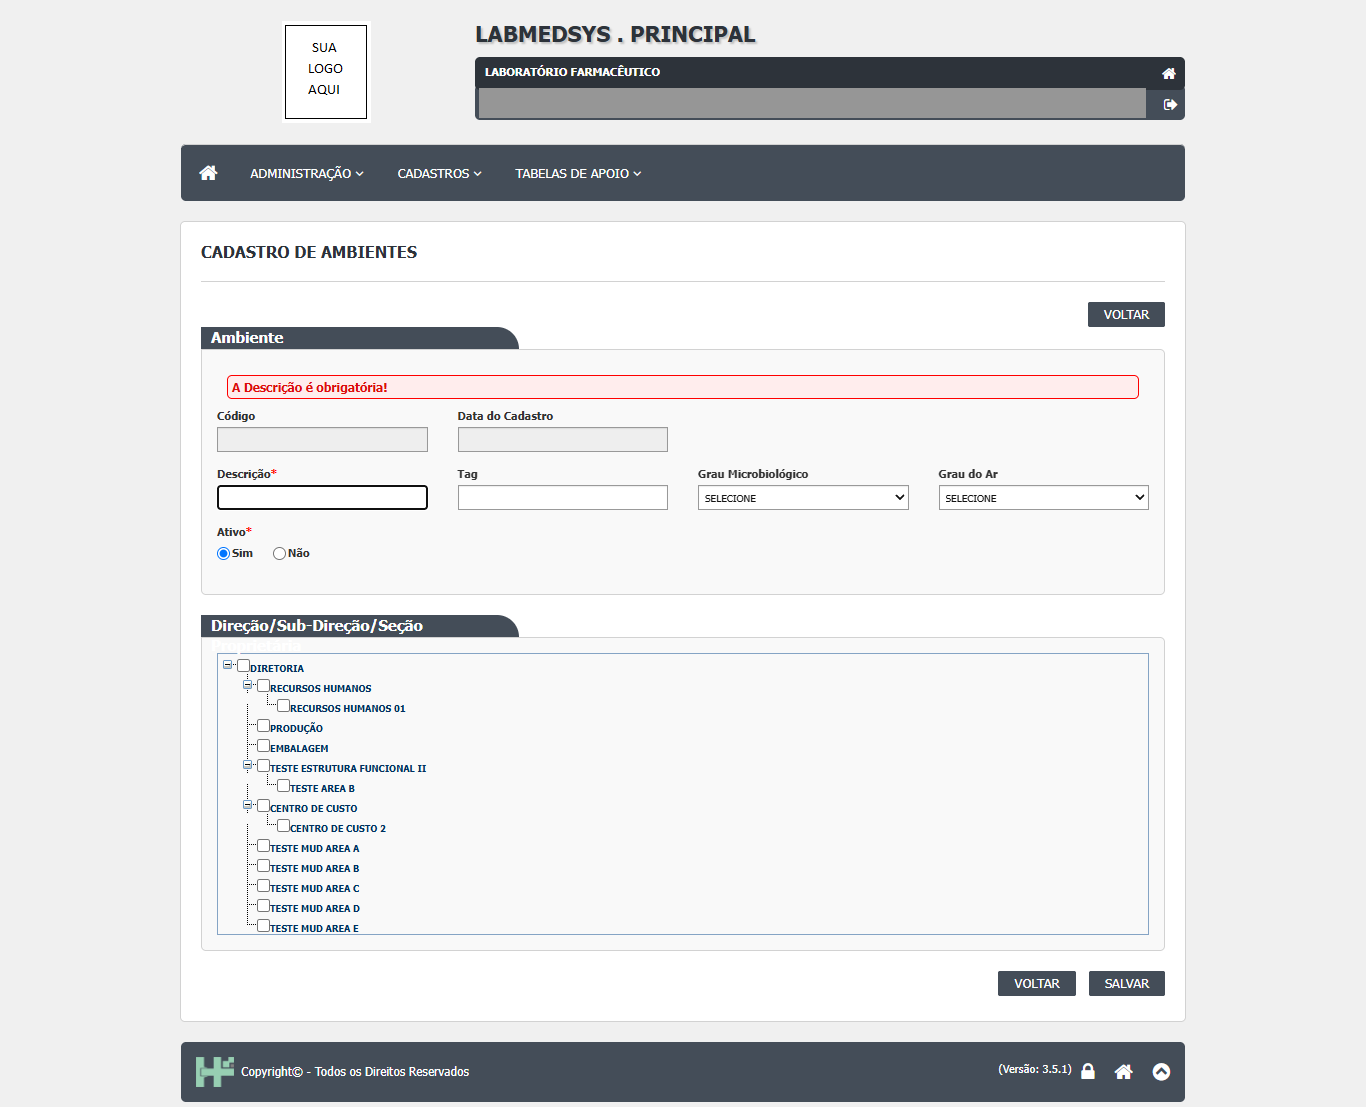 SUA
LOGO
AQUI
LABMEDSYS . PRINCIPAL
LABORATÓRIO FARMACÊUTICO
ADMINISTRAÇÃO CADASTROS TABELAS DE APOIO
CADASTRO DE AMBIENTES
VOLTAR
Ambiente
A Descrição é obrigatória!
Código Data do Cadastro
Descrição* Tag Grau Microbiológico Grau do Ar
SELECIONE SELECIONE
Ativo*
Sim Não
Direção/Sub-Direção/Seção
Proprietária
DIRETORIA
RECURSOS HUMANOS
RECURSOS HUMANOS 01
PRODUÇÃO
EMBALAGEM
TESTE ESTRUTURA FUNCIONAL II
TESTE AREA B
CENTRO DE CUSTO
CENTRO DE CUSTO 2
TESTE MUD AREA A
TESTE MUD AREA B
TESTE MUD AREA C
TESTE MUD AREA D
TESTE MUD AREA E
VOLTAR SALVAR
Copyright© - Todos os Direitos Reservados (Versão: 3.5.1)